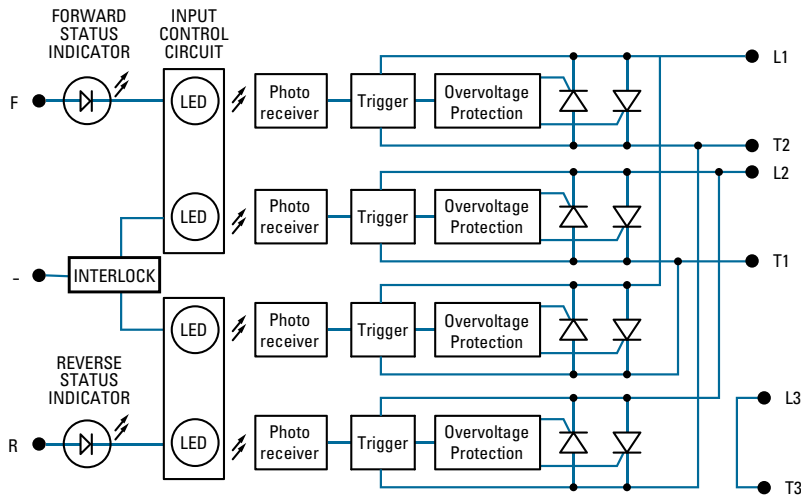 FORWARD
STATUS
INDICATOR
INPUT
CONTROL
CIRCUIT
F
LED
Photo
receiver
Trigger
Overvoltage
Protection
L1
T2
L2
LED
Photo
receiver
Trigger
Overvoltage
Protection
T1
-
INTERLOCK
LED
Photo
receiver
Trigger
Overvoltage
Protection
REVERSE
STATUS
INDICATOR
L3
R
LED
Photo
receiver
Trigger
Overvoltage
Protection
T3